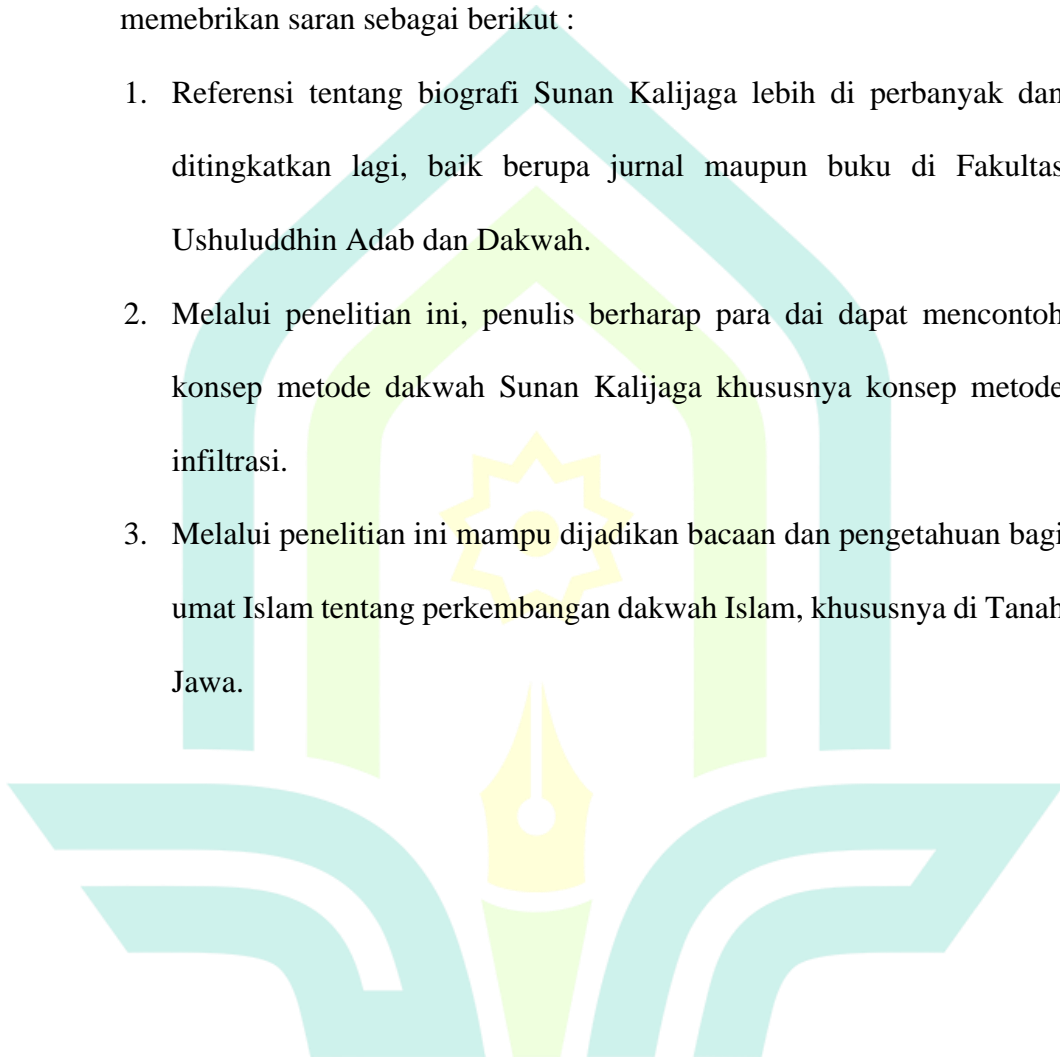 memebrikan saran sebagai berikut :
1. Referensi tentang biografi Sunan Kalijaga lebih di perbanyak dan
ditingkatkan lagi, baik berupa jurnal maupun buku di Fakultas
Ushuluddhin Adab dan Dakwah.
2. Melalui penelitian ini, penulis berharap para dai dapat mencontoh
konsep metode dakwah Sunan Kalijaga khususnya konsep metode
infiltrasi.
3. Melalui penelitian ini mampu dijadikan bacaan dan pengetahuan bagi
umat Islam tentang perkembangan dakwah Islam, khususnya di Tanah
Jawa.